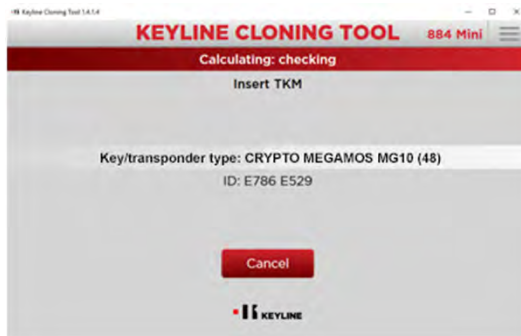 Keyline Cloning Tool 1.4.1.4
KEYLINE CLONING TOOL 884 Mini
Calculating: checking
Insert TKM
Key/transponder type: CRYPTO MEGAMOS MG10 (48)
ID: E786 E529
Cancel
KEYLINE